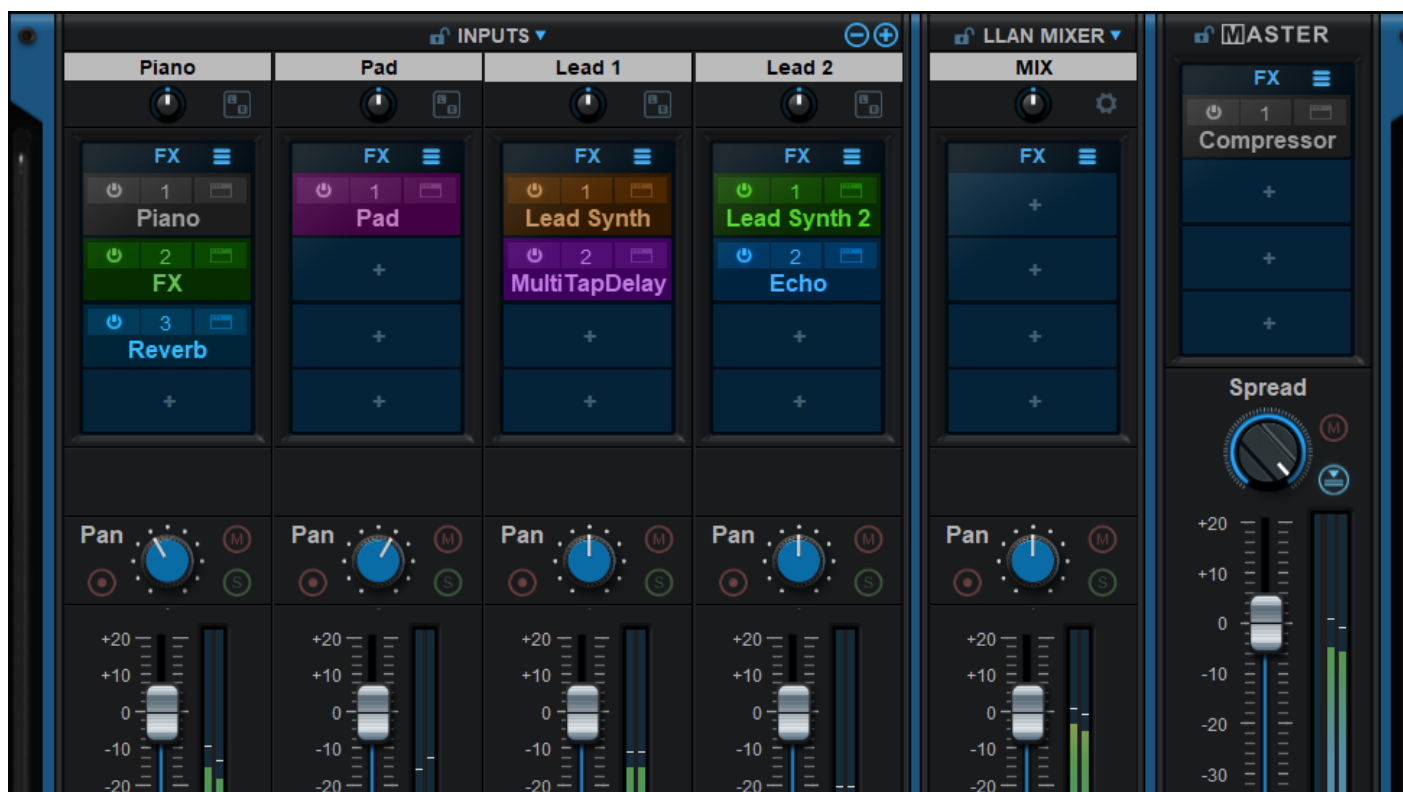 INPUTS
LLAN MIXER
MASTER
Piano
Pad
Lead 1
Lead 2
MIX
FX
1
Piano
2
FX
3
Reverb
FX
1
Pad
FX
1
Lead Synth
2
MultiTapDelay
FX
1
Lead Synth 2
2
Echo
FX
FX
1
Compressor
Spread
M
Pan
M
S
Pan
M
S
Pan
M
S
Pan
M
S
Pan
M
S
+20
+10
0
-10
-20
+20
+10
0
-10
-20
+20
+10
0
-10
-20
+20
+10
0
-10
-20
+20
+10
0
-10
-20
+20
+10
0
-10
-20
-30